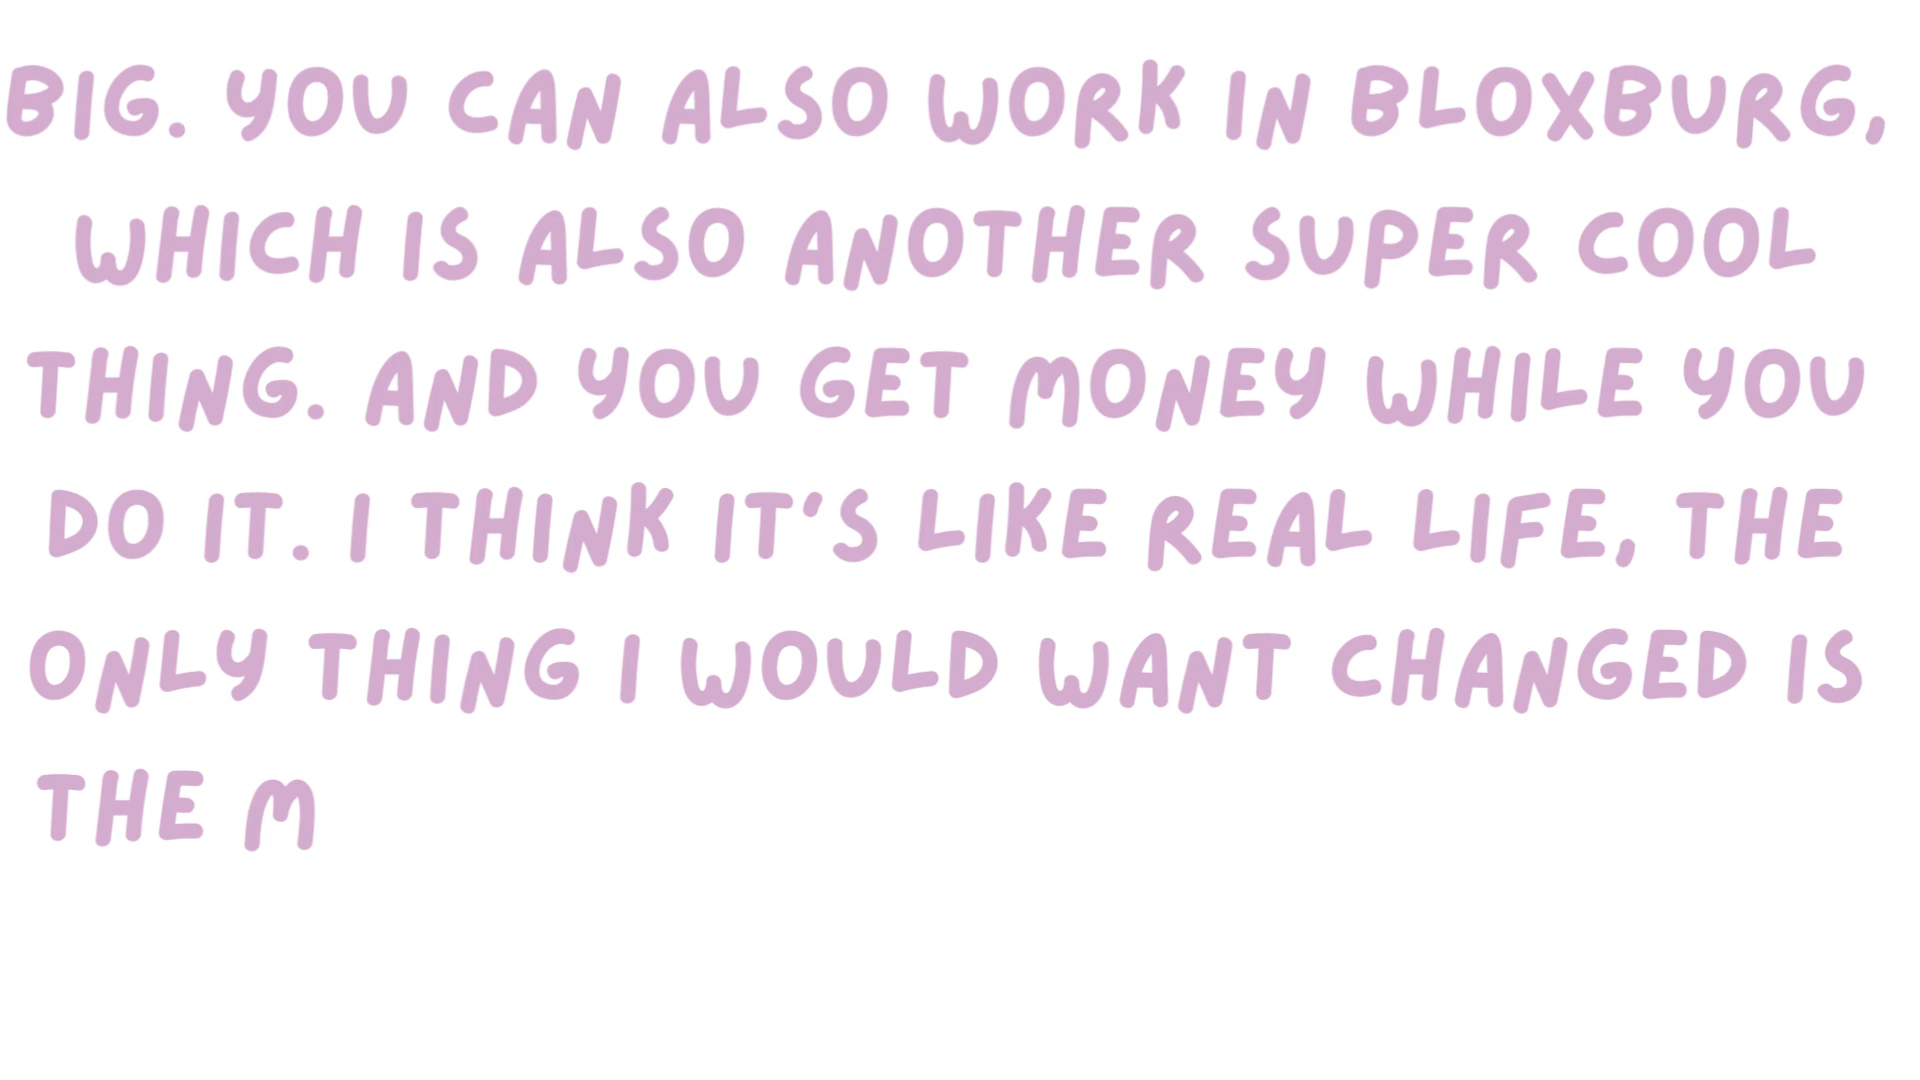 BIG. YOU CAN ALSO WORK IN BLOXBURG,
WHICH IS ALSO ANOTHER SUPER COOL
THING. AND YOU GET MONEY WHILE YOU
DO IT. I THINK IT'S LIKE REAL LIFE, THE
ONLY THING I WOULD WANT CHANGED IS
THE M